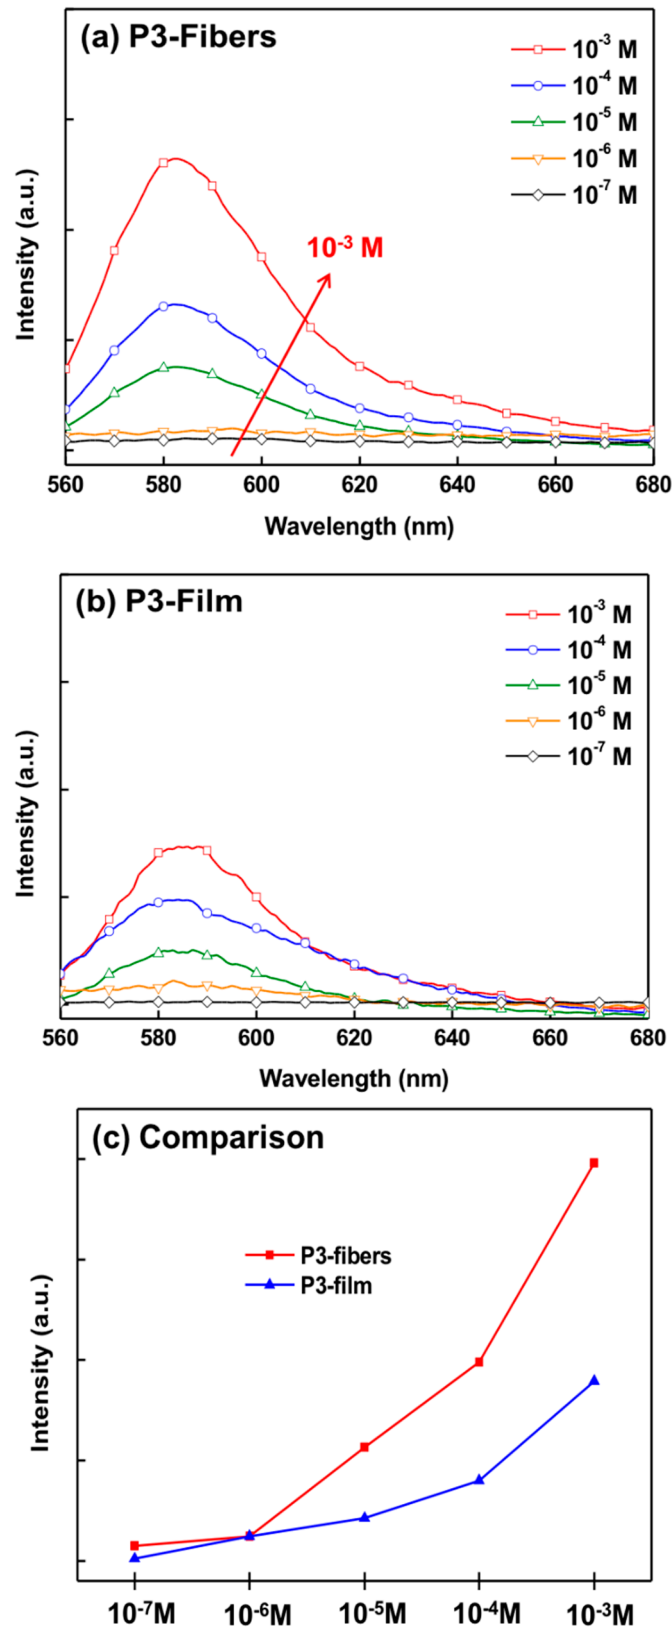 (a) P3-Fibers
10⁻³ M
10⁻⁴ M
10⁻⁵ M
10⁻⁶ M
10⁻⁷ M
10⁻³ M
Intensity (a.u.)
560 580 600 620 640 660 680
Wavelength (nm)
(b) P3-Film
10⁻³ M
10⁻⁴ M
10⁻⁵ M
10⁻⁶ M
10⁻⁷ M
Intensity (a.u.)
560 580 600 620 640 660 680
Wavelength (nm)
(c) Comparison
P3-fibers
P3-film
Intensity (a.u.)
10⁻⁷M 10⁻⁶M 10⁻⁵M 10⁻⁴M 10⁻³M